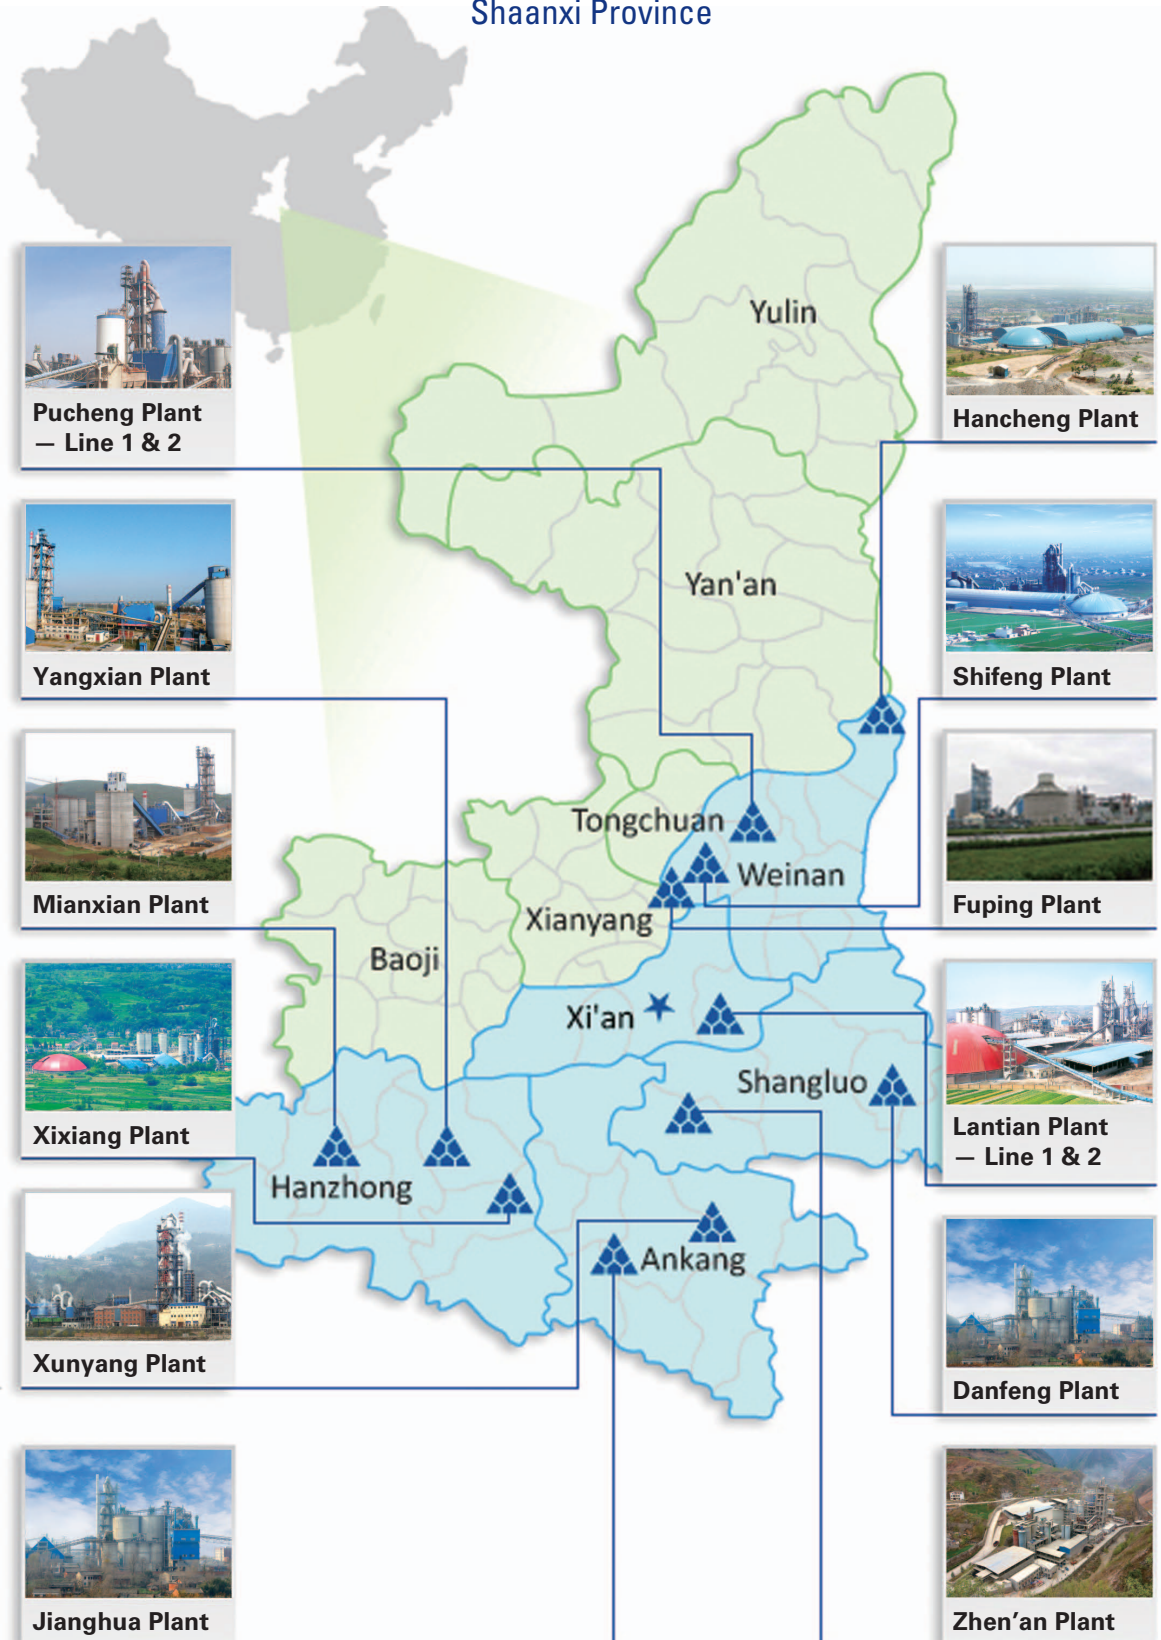 Shaanxi Province
Pucheng Plant
— Line 1 & 2
Yangxian Plant
Mianxian Plant
Xixiang Plant
Xunyang Plant
Jianghua Plant
Yulin
Yan'an
Tongchuan
Weinan
Xianyang
Baoji
Xi'an
Shangluo
Hanzhong
Ankang
Hancheng Plant
Shifeng Plant
Fuping Plant
Lantian Plant
— Line 1 & 2
Danfeng Plant
Zhen’an Plant